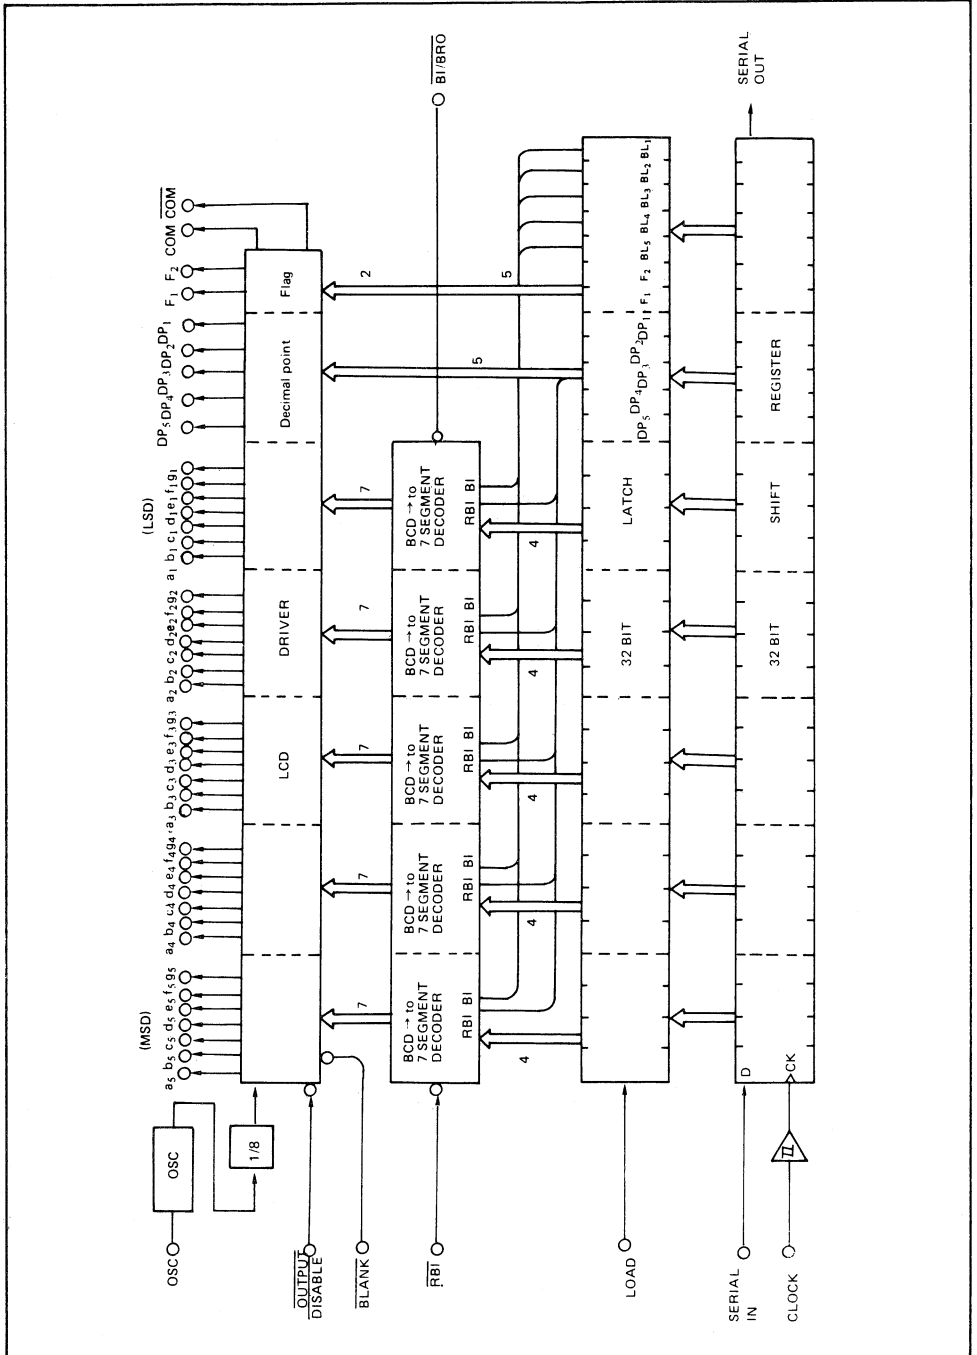 OSC
OSC
1/8
OUTPUT
DISABLE
BLANK
RBI
LOAD
SERIAL
IN
CLOCK
(MSD)
(LSD)
a5 b5 c5 d5 e5 f5 g5
a4 b4 c4 d4 e4 f4 g4
a3 b3 c3 d3 e3 f3 g3
a2 b2 c2 d2 e2 f2 g2
a1 b1 c1 d1 e1 f1 g1
DP5 DP4 DP3 DP2 DP1
F1 F2
COM COM
LCD DRIVER
Decimal point
Flag
7
7
7
7
7
5
2
BCD→to
7 SEGMENT
DECODER
RBI BI
BCD→to
7 SEGMENT
DECODER
RBI BI
BCD→to
7 SEGMENT
DECODER
RBI BI
BCD→to
7 SEGMENT
DECODER
RBI BI
BCD→to
7 SEGMENT
DECODER
RBI BI
BI/BRO
4
4
4
4
4
5
32 BIT LATCH
DP5 DP4 DP3 DP2 DP1 F1 F2 BL5 BL4 BL3 BL2 BL1
D
CK
32 BIT SHIFT REGISTER
SERIAL
OUT